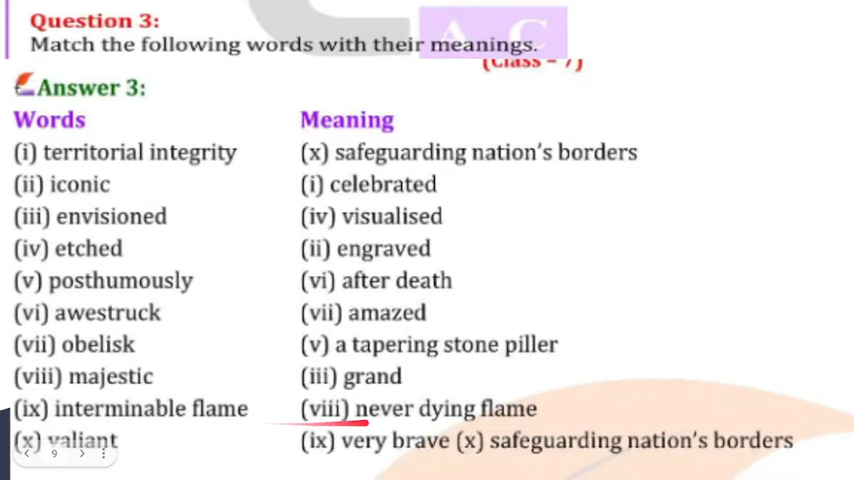 Question 3:
A C
Match the following words with their meanings.
(Class – 7)
Answer 3:
Words Meaning
(i) territorial integrity (x) safeguarding nation's borders
(ii) iconic (i) celebrated
(iii) envisioned (iv) visualised
(iv) etched (ii) engraved
(v) posthumously (vi) after death
(vi) awestruck (vii) amazed
(vii) obelisk (v) a tapering stone piller
(viii) majestic (iii) grand
(ix) interminable flame (viii) never dying flame
(x) valiant (ix) very brave (x) safeguarding nation's borders
9